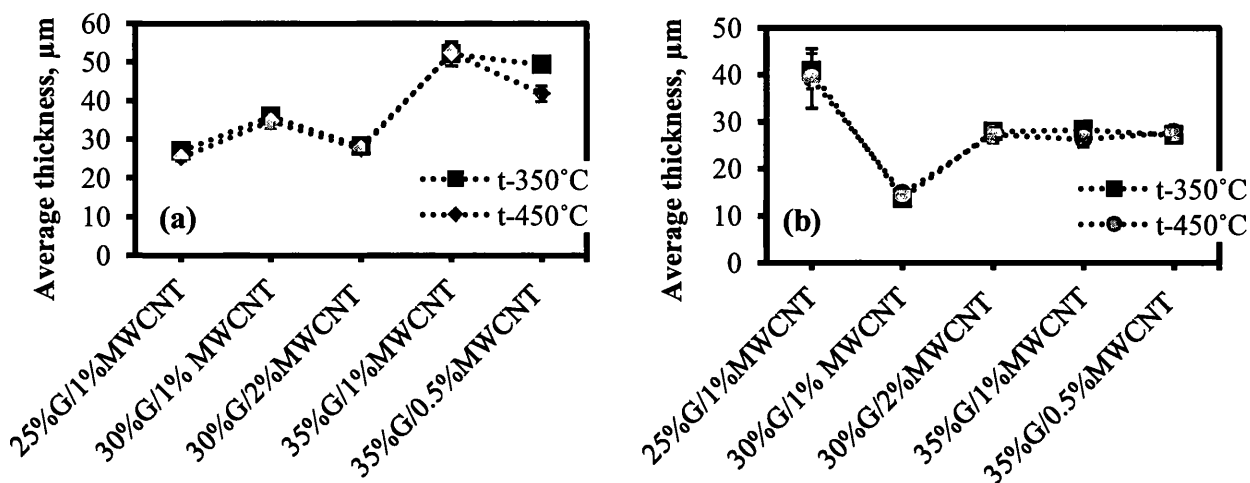 Average thickness, µm
60
50
40
30
20
10
0
(a)
t-350˚C
t-450˚C
25%G/1%MWCNT
30%G/1% MWCNT
30%G/2%MWCNT
35%G/1%MWCNT
35%G/0.5%MWCNT
Average thickness, µm
50
40
30
20
10
0
(b)
t-350˚C
t-450˚C
25%G/1%MWCNT
30%G/1% MWCNT
30%G/2%MWCNT
35%G/1%MWCNT
35%G/0.5%MWCNT